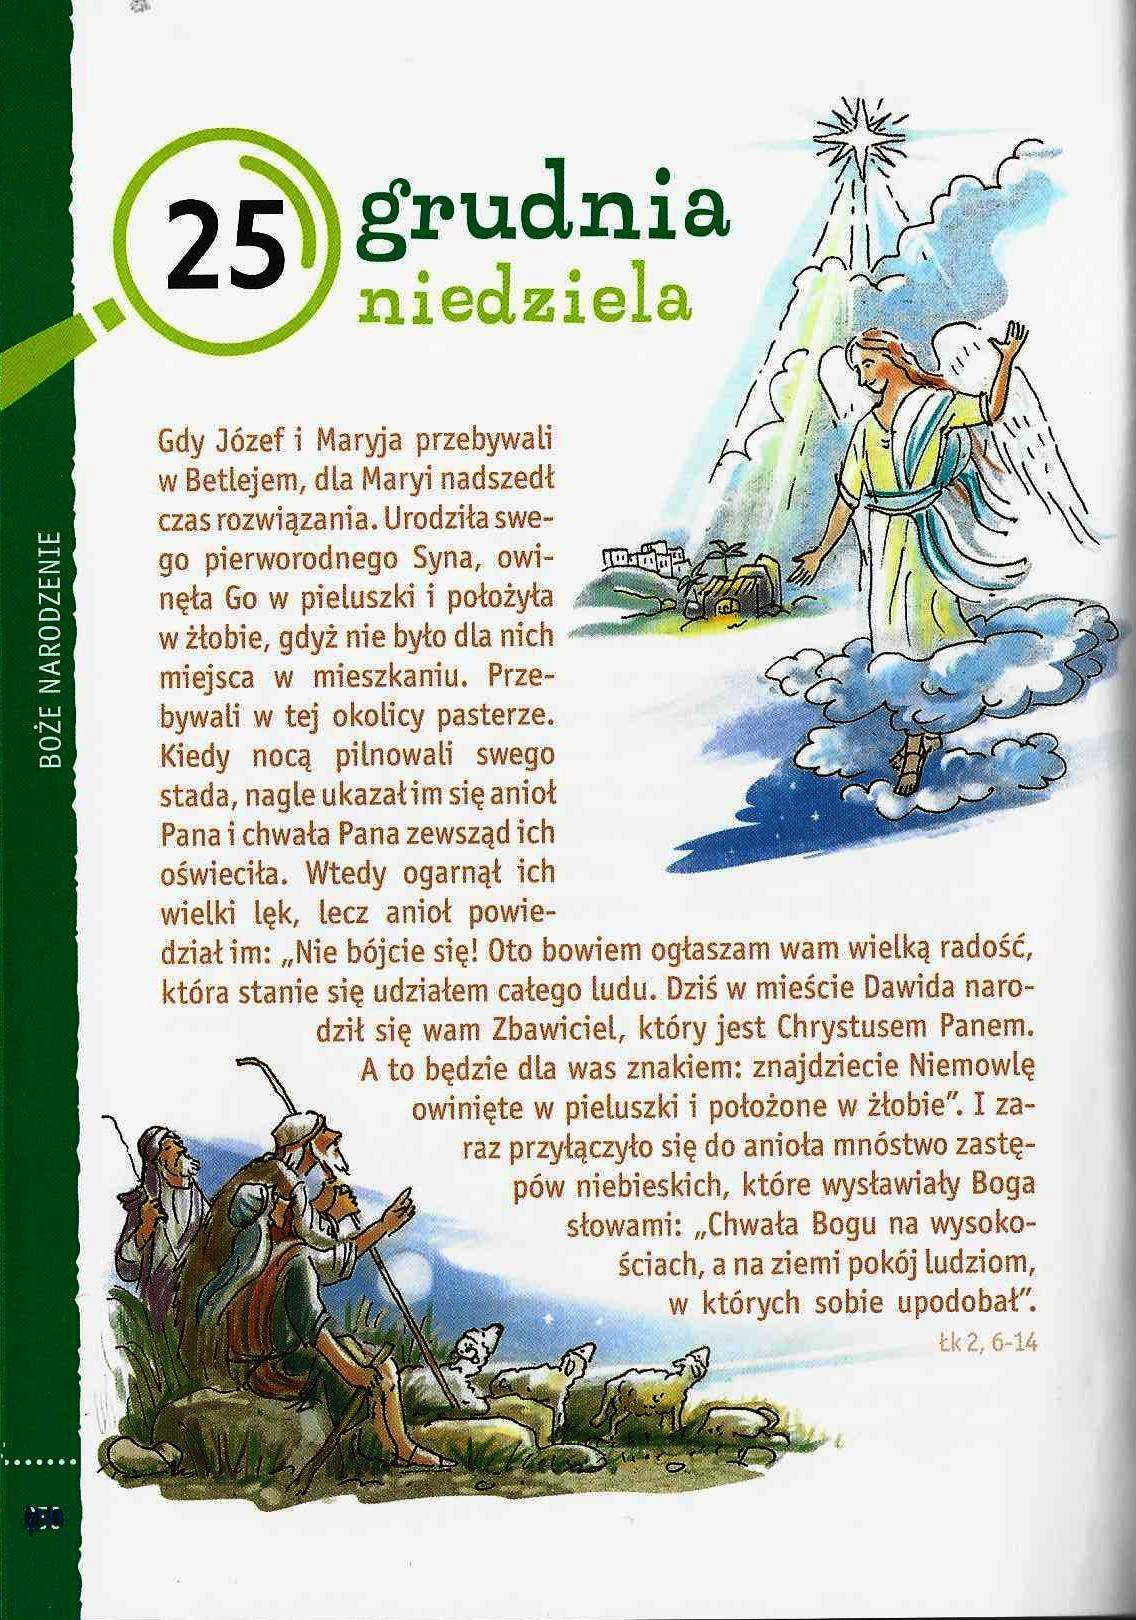 25
grudnia
niedziela
BOŻE NARODZENIE
Gdy Józef i Maryja przebywali
w Betlejem, dla Maryi nadszedł
czas rozwiązania. Urodziła swe-
go pierworodnego Syna, owi-
nęła Go w pieluszki i położyła
w żłobie, gdyż nie było dla nich
miejsca w mieszkaniu. Prze-
bywali w tej okolicy pasterze.
Kiedy nocą pilnowali swego
stada, nagle ukazał im się anioł
Pana i chwała Pana zewsząd ich
oświeciła. Wtedy ogarnął ich
wielki lęk, lecz anioł powie-
dział im: „Nie bójcie się! Oto bowiem ogłaszam wam wielką radość,
która stanie się udziałem całego ludu. Dziś w mieście Dawida naro-
dził się wam Zbawiciel, który jest Chrystusem Panem.
A to będzie dla was znakiem: znajdziecie Niemowlę
owinięte w pieluszki i położone w żłobie”. I za-
raz przyłączyło się do anioła mnóstwo zastę-
pów niebieskich, które wysławiały Boga
słowami: „Chwała Bogu na wysoko-
ściach, a na ziemi pokój ludziom,
w których sobie upodobał”.
Łk 2, 6-14